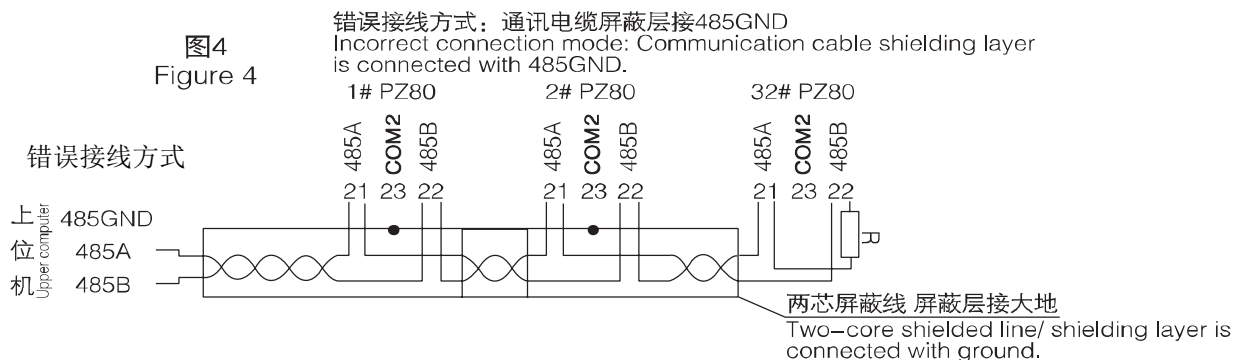 错误接线方式：通讯电缆屏蔽层接485GND
图4
Incorrect connection mode: Communication cable shielding layer
is connected with 485GND.
Figure 4
1# PZ80 2# PZ80 32# PZ80
485A COM2 485B 485A COM2 485B 485A COM2 485B
错误接线方式
21 23 22 21 23 22 21 23 22
上位机
Upper computer
485GND
485A
485B
R
两芯屏蔽线 屏蔽层接大地
Two-core shielded line/ shielding layer is
connected with ground.